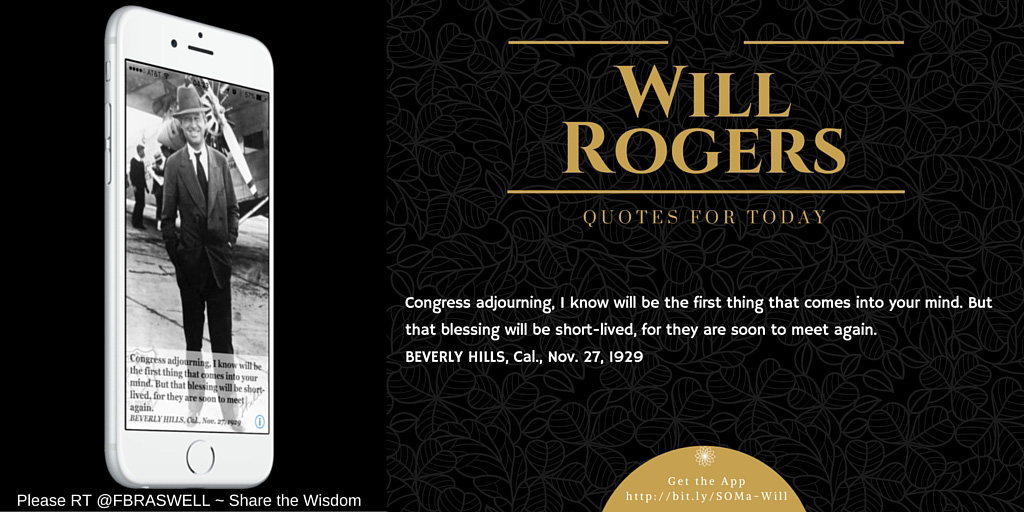 AT&T
57%
Congress adjourning, I know will be
the first thing that comes into your
mind. But that blessing will be short-
lived, for they are soon to meet
again.
BEVERLY HILLS, Cal., Nov. 27, 1929
i
Please RT @FBRASWELL ~ Share the Wisdom
WILL
ROGERS
QUOTES FOR TODAY
Congress adjourning, I know will be the first thing that comes into your mind. But
that blessing will be short-lived, for they are soon to meet again.
BEVERLY HILLS, Cal., Nov. 27, 1929
Get the App
http://bit.ly/SOMa-Will